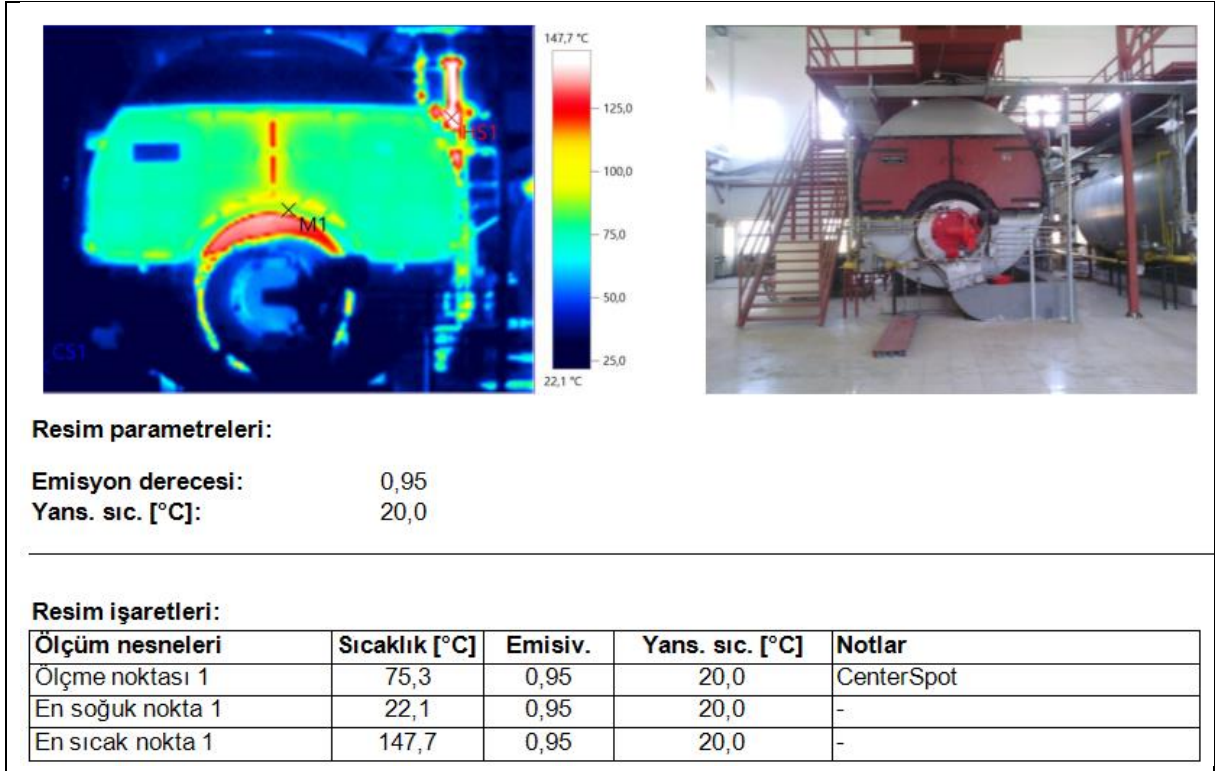 147,7 °C
125,0
100,0
75,0
50,0
25,0
22,1 °C
HS1
M1
CS1
Resim parametreleri:
Emisyon derecesi: 0,95
Yans. sıc. [°C]: 20,0
Resim işaretleri:
Ölçüm nesneleri Sıcaklık [°C] Emisiv. Yans. sıc. [°C] Notlar
Ölçme noktası 1 75,3 0,95 20,0 CenterSpot
En soğuk nokta 1 22,1 0,95 20,0 -
En sıcak nokta 1 147,7 0,95 20,0 -